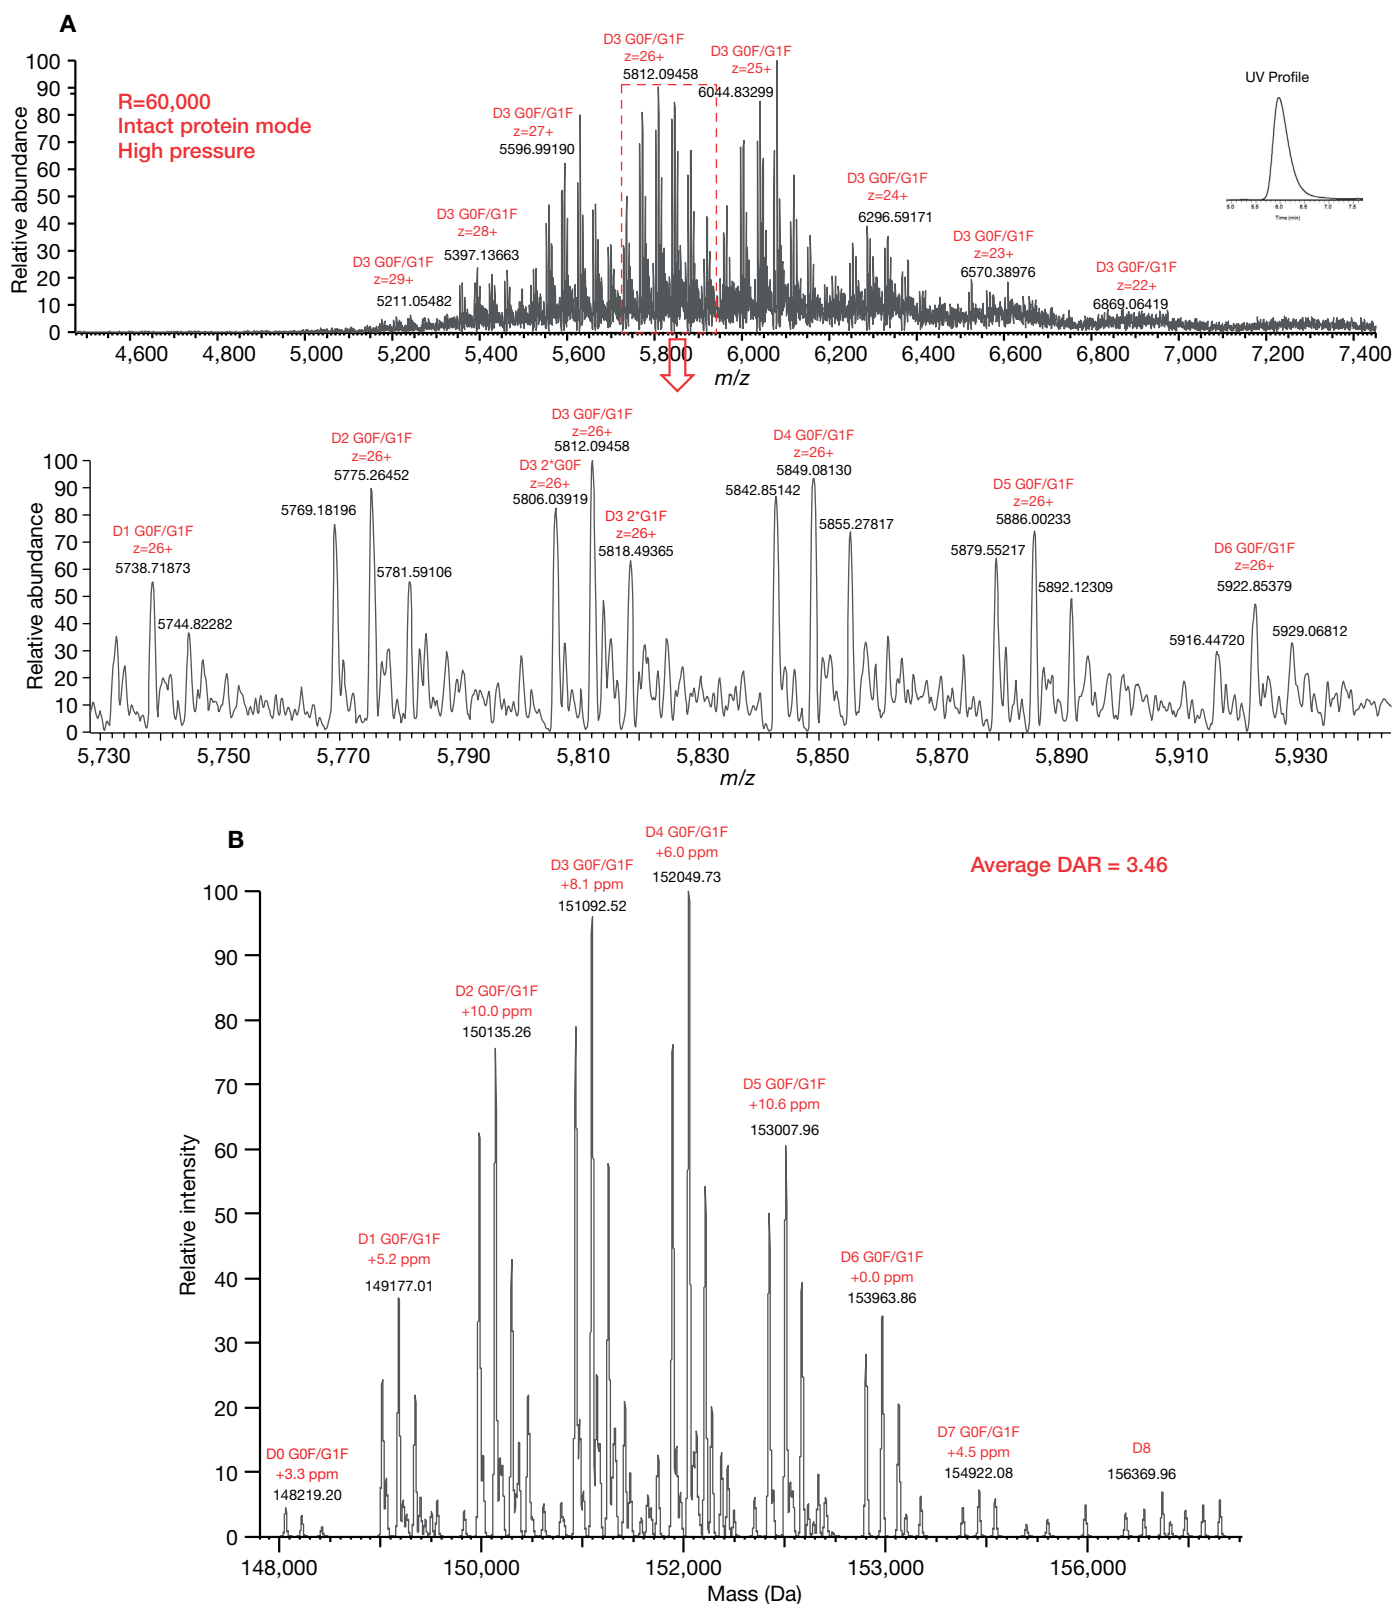 A
R=60,000
Intact protein mode
High pressure
D3 G0F/G1F
z=29+
5211.05482
D3 G0F/G1F
z=28+
5397.13663
D3 G0F/G1F
z=27+
5596.99190
D3 G0F/G1F
z=26+
5812.09458
D3 G0F/G1F
z=25+
6044.83299
D3 G0F/G1F
z=24+
6296.59171
D3 G0F/G1F
z=23+
6570.38976
D3 G0F/G1F
z=22+
6869.06419
UV Profile
5.0 5.5 6.0 6.5 7.0 7.5
Time (min)
Relative abundance
100
90
80
70
60
50
40
30
20
10
0
4,600 4,800 5,000 5,200 5,400 5,600 5,800 6,000 6,200 6,400 6,600 6,800 7,000 7,200 7,400
m/z
D1 G0F/G1F
z=26+
5738.71873
5744.82282
5769.18196
D2 G0F/G1F
z=26+
5775.26452
5781.59106
D3 2*G0F
z=26+
5806.03919
D3 G0F/G1F
z=26+
5812.09458
D3 2*G1F
z=26+
5818.49365
5842.85142
D4 G0F/G1F
z=26+
5849.08130
5855.27817
5879.55217
D5 G0F/G1F
z=26+
5886.00233
5892.12309
5916.44720
D6 G0F/G1F
z=26+
5922.85379
5929.06812
Relative abundance
100
90
80
70
60
50
40
30
20
10
0
5,730 5,750 5,770 5,790 5,810 5,830 5,850 5,870 5,890 5,910 5,930
m/z
B
Average DAR = 3.46
D0 G0F/G1F
+3.3 ppm
148219.20
D1 G0F/G1F
+5.2 ppm
149177.01
D2 G0F/G1F
+10.0 ppm
150135.26
D3 G0F/G1F
+8.1 ppm
151092.52
D4 G0F/G1F
+6.0 ppm
152049.73
D5 G0F/G1F
+10.6 ppm
153007.96
D6 G0F/G1F
+0.0 ppm
153963.86
D7 G0F/G1F
+4.5 ppm
154922.08
D8
156369.96
Relative intensity
100
90
80
70
60
50
40
30
20
10
0
148,000 150,000 152,000 153,000 156,000
Mass (Da)